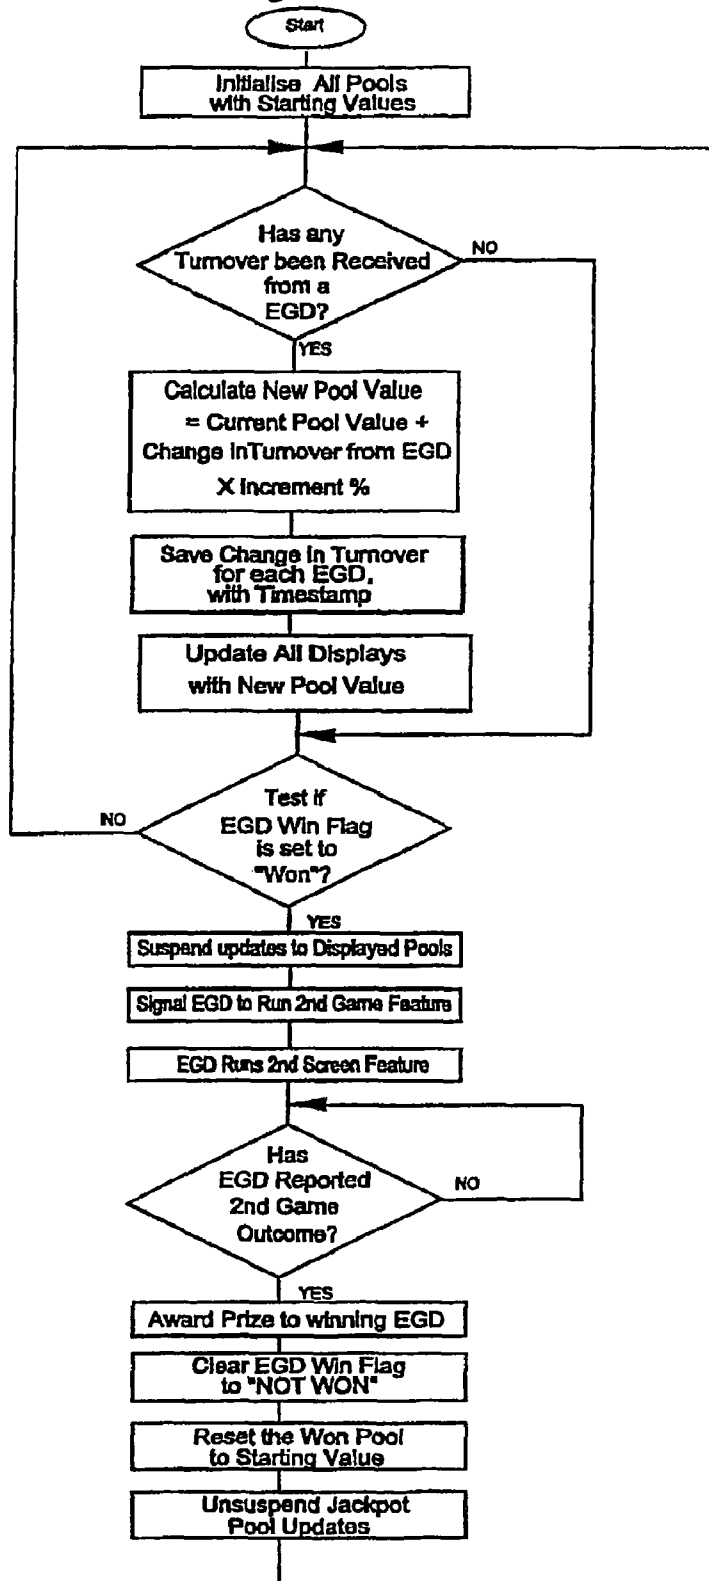 Start
Initialise All Pools
with Starting Values
Has any
Turnover been Received
from a
EGD?
NO
YES
Calculate New Pool Value
= Current Pool Value +
Change inTurnover from EGD
X Increment %
Save Change in Turnover
for each EGD,
with Timestamp
Update All Displays
with New Pool Value
Test if
EGD Win Flag
is set to
"Won"?
NO
YES
Suspend updates to Displayed Pools
Signal EGD to Run 2nd Game Feature
EGD Runs 2nd Screen Feature
Has
EGD Reported
2nd Game
Outcome?
NO
YES
Award Prize to winning EGD
Clear EGD Win Flag
to "NOT WON"
Reset the Won Pool
to Starting Value
Unsuspend Jackpot
Pool Updates